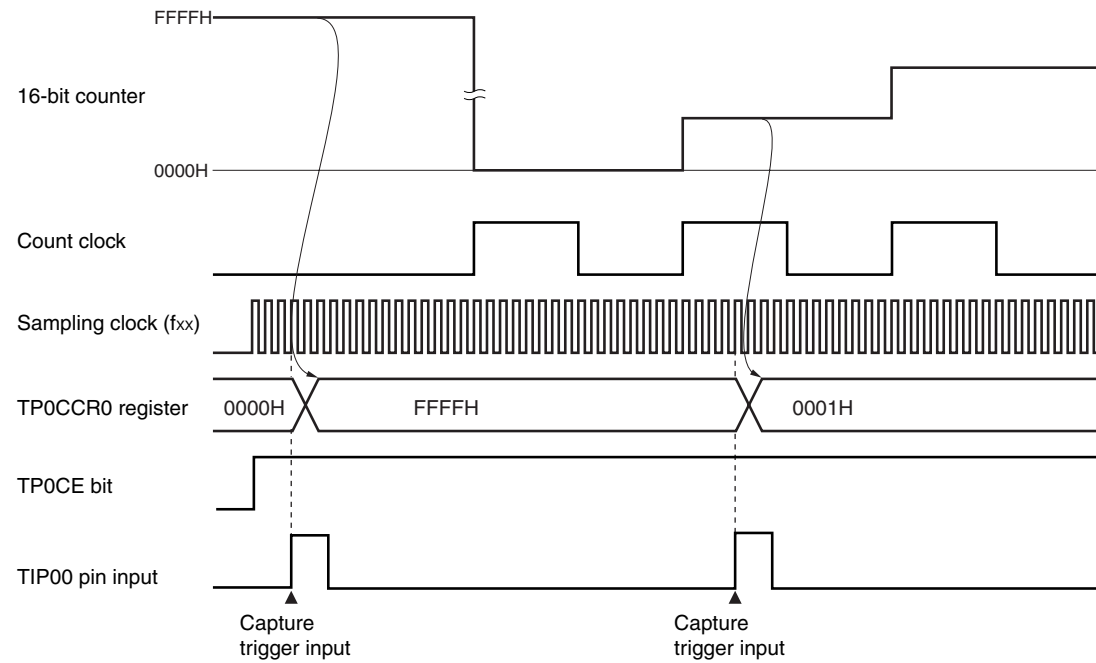 FFFFH
16-bit counter
0000H
Count clock
Sampling clock (fxx)
TP0CCR0 register
0000H
FFFFH
0001H
TP0CE bit
TIP00 pin input
Capture
trigger input
Capture
trigger input